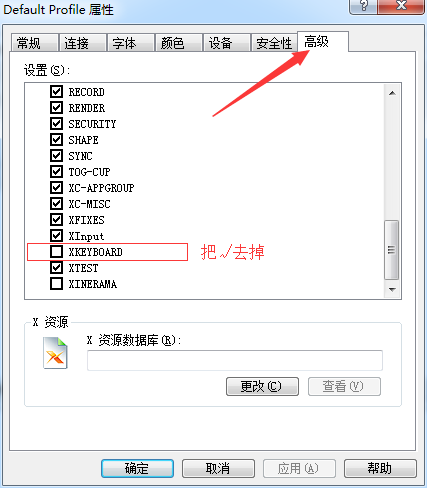 Default Profile 属性
常规 连接 字体 颜色 设备 安全性 高级
设置(S):
RECORD
RENDER
SECURITY
SHAPE
SYNC
TOG-CUP
XC-APPGROUP
XC-MISC
XFIXES
XInput
XKEYBOARD 把√去掉
XTEST
XINERAMA
X 资源
X 资源数据库(R):
更改(C) 查看(V)
确定 取消 应用(A) 帮助